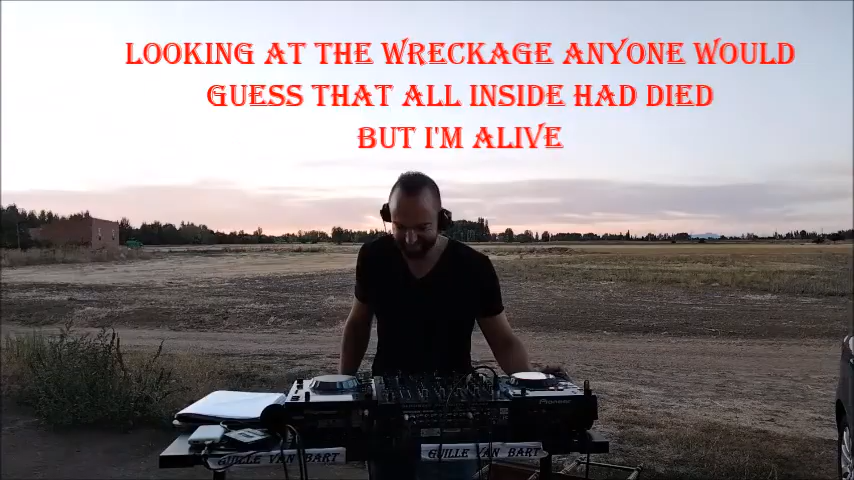 LOOKING AT THE WRECKAGE ANYONE WOULD
GUESS THAT ALL INSIDE HAD DIED
BUT I'M ALIVE
GUILLE VAN BART GUILLE VAN BART